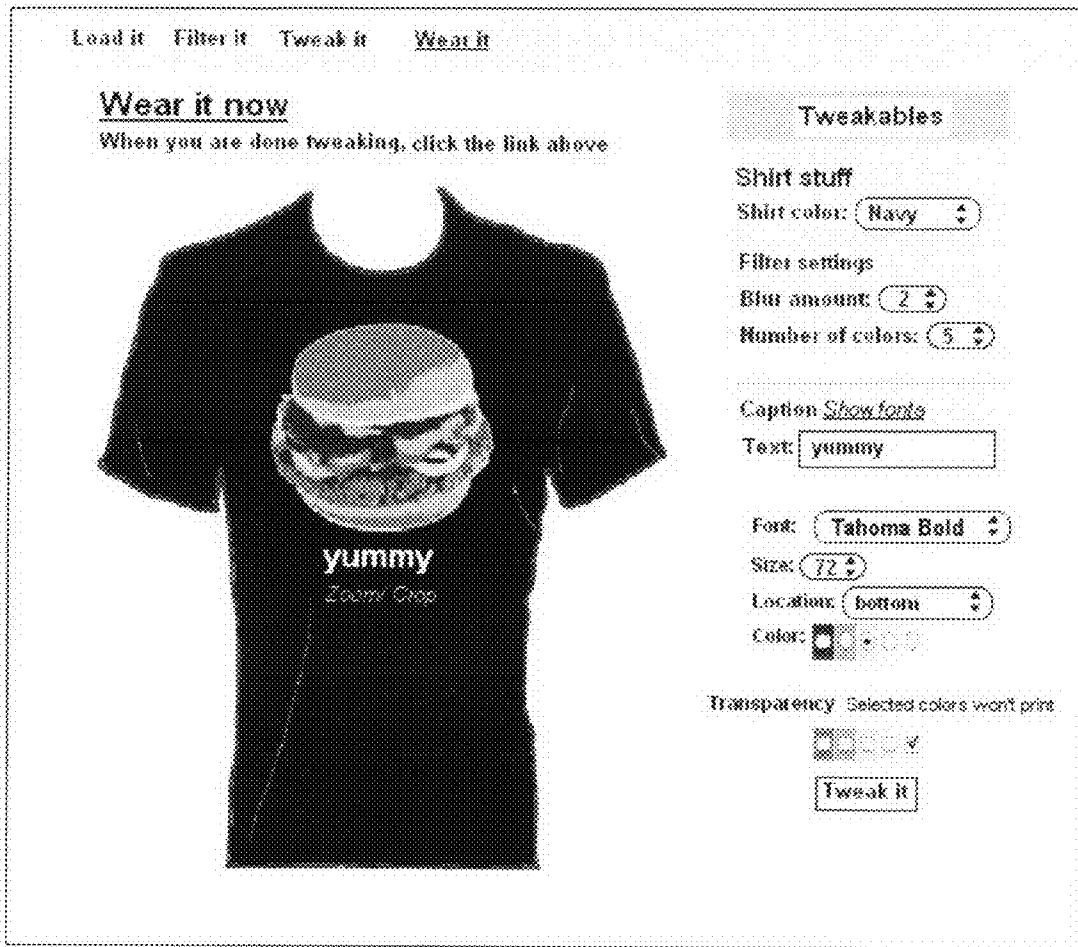 Load it Filter it Tweak it Wear it
Wear it now
When you are done tweaking, click the link above
yummy
Zoom/ Crop
Tweakables
Shirt stuff
Shirt color: Navy
Filter settings
Blur amount: 2
Number of colors: 5
Caption Show fonts
Text: yummy
Font: Tahoma Bold
Size: 72
Location: bottom
Color:
Transparency Selected colors won't print
Tweak it